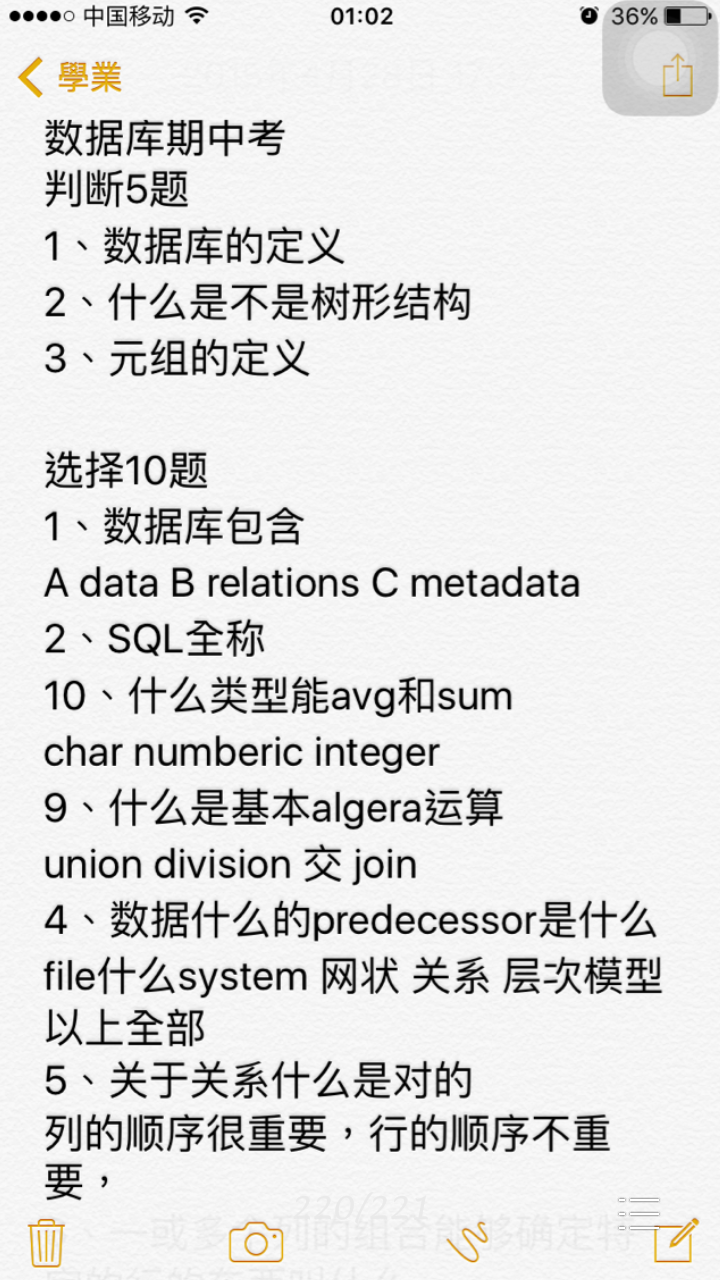 中国移动 01:02 36%
學業
数据库期中考
判断5题
1、数据库的定义
2、什么是不是树形结构
3、元组的定义
选择10题
1、数据库包含
A data B relations C metadata
2、SQL全称
10、什么类型能avg和sum
char numberic integer
9、什么是基本algera运算
union division 交 join
4、数据什么的predecessor是什么
file什么system 网状 关系 层次模型
以上全部
5、关于关系什么是对的
列的顺序很重要，行的顺序不重
要，
220/221
一或多个列的组合能够确定特